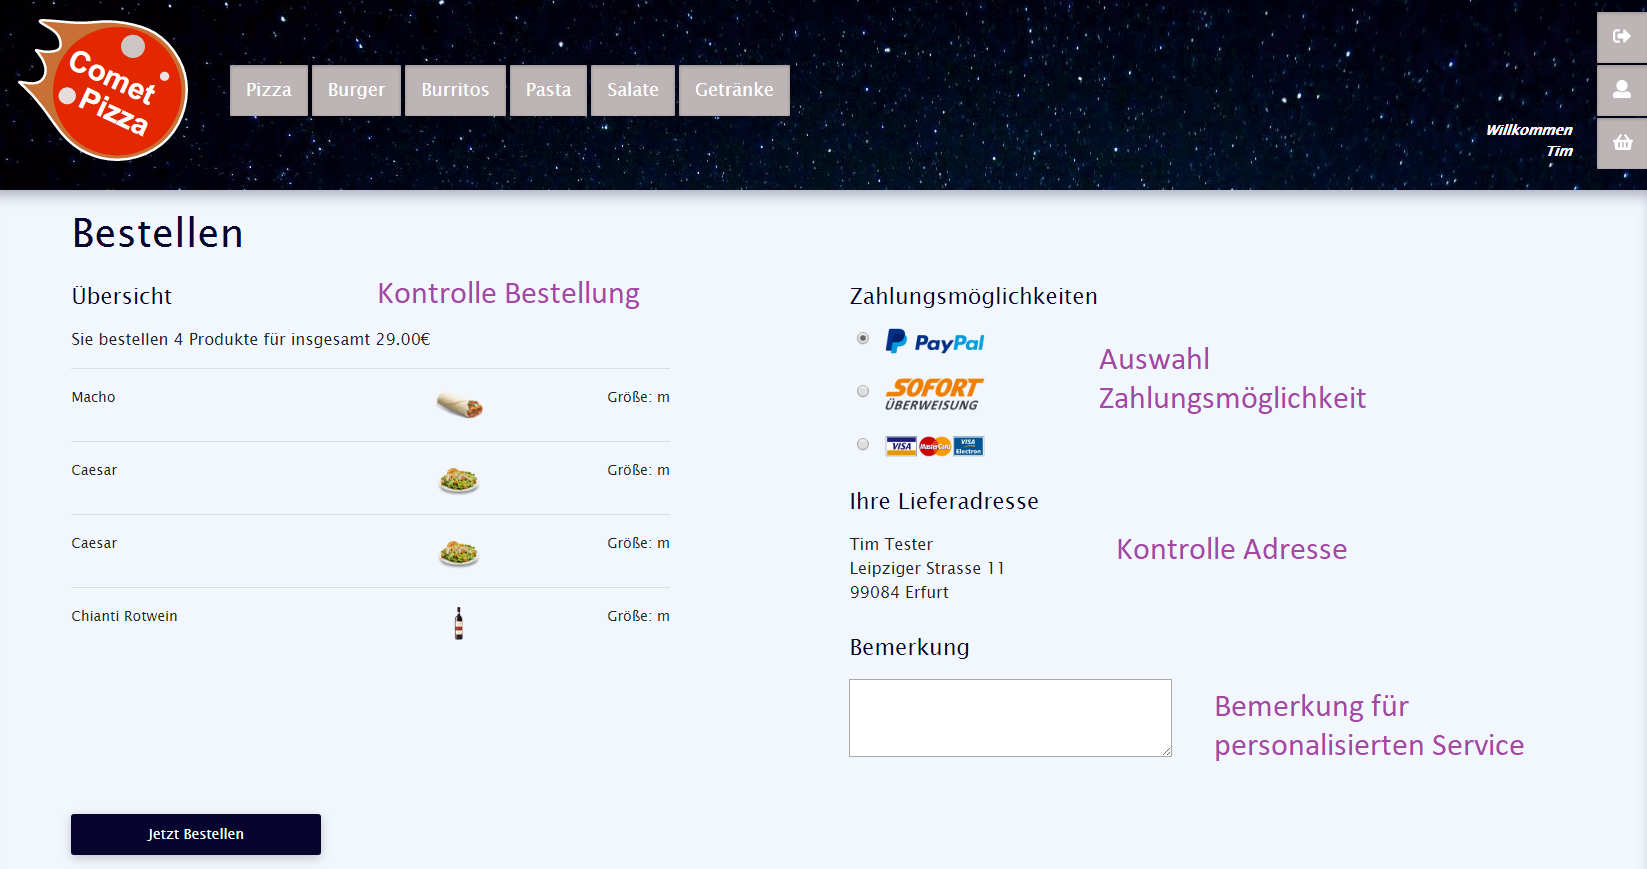 Comet
Pizza
Pizza
Burger
Burritos
Pasta
Salate
Getränke
Willkommen
Tim
Bestellen
Übersicht
Kontrolle Bestellung
Sie bestellen 4 Produkte für insgesamt 29.00€
Macho
Größe: m
Caesar
Größe: m
Caesar
Größe: m
Chianti Rotwein
Größe: m
Jetzt Bestellen
Zahlungsmöglichkeiten
PayPal
SOFORT
ÜBERWEISUNG
VISA
MasterCard
VISA
Electron
Auswahl
Zahlungsmöglichkeit
Ihre Lieferadresse
Tim Tester
Leipziger Strasse 11
99084 Erfurt
Kontrolle Adresse
Bemerkung
Bemerkung für
personalisierten Service